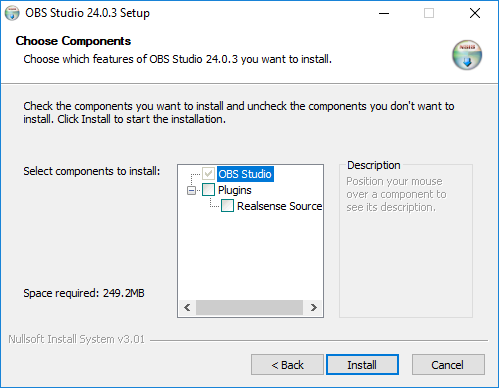 OBS Studio 24.0.3 Setup
Choose Components
Choose which features of OBS Studio 24.0.3 you want to install.
Check the components you want to install and uncheck the components you don't want to
install. Click Install to start the installation.
Select components to install:
OBS Studio
Plugins
Realsense Source
Description
Position your mouse
over a component to
see its description.
Space required: 249.2MB
Nullsoft Install System v3.01
< Back
Install
Cancel